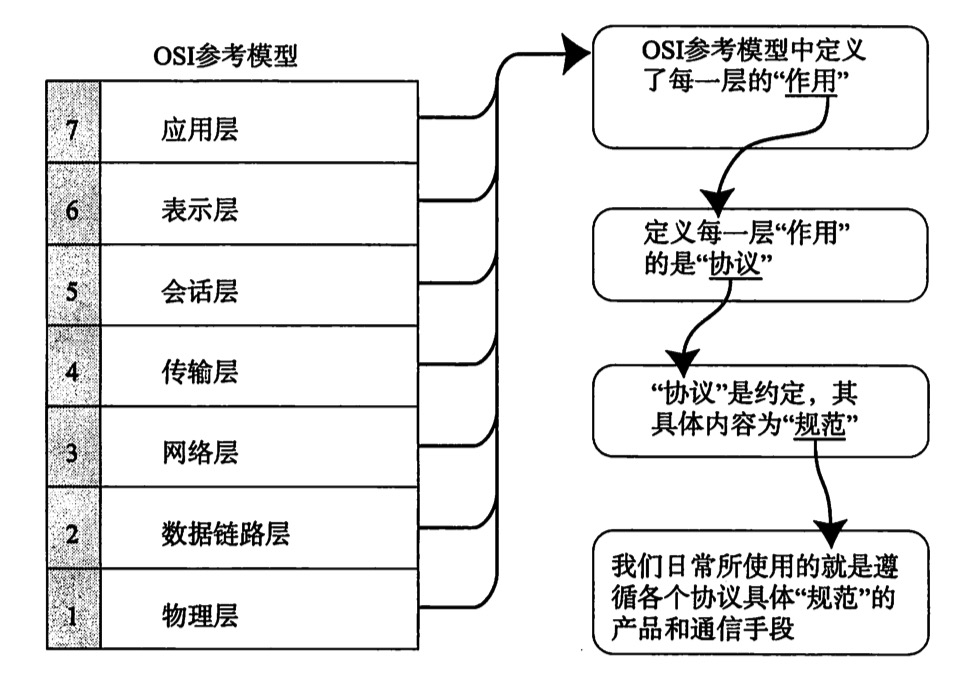 OSI参考模型
7 应用层
6 表示层
5 会话层
4 传输层
3 网络层
2 数据链路层
1 物理层
OSI参考模型中定义
了每一层的“作用”
定义每一层“作用”
的是“协议”
“协议”是约定，其
具体内容为“规范”
我们日常所使用的就是遵
循各个协议具体“规范”的
产品和通信手段